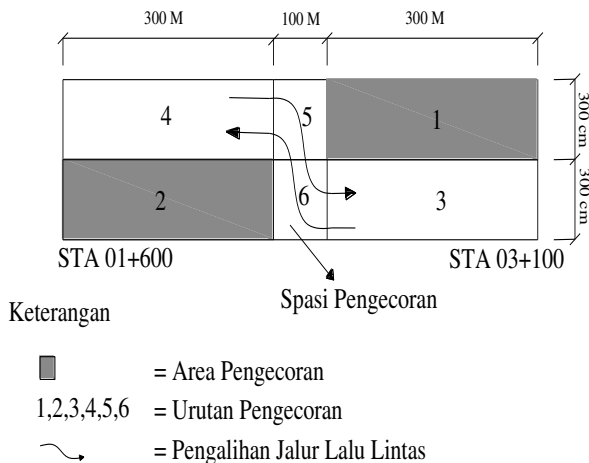 300 M 100 M 300 M
4 5 1
300 cm
2 6 3
300 cm
STA 01+600 STA 03+100
Spasi Pengecoran
Keterangan
= Area Pengecoran
1,2,3,4,5,6 = Urutan Pengecoran
= Pengalihan Jalur Lalu Lintas